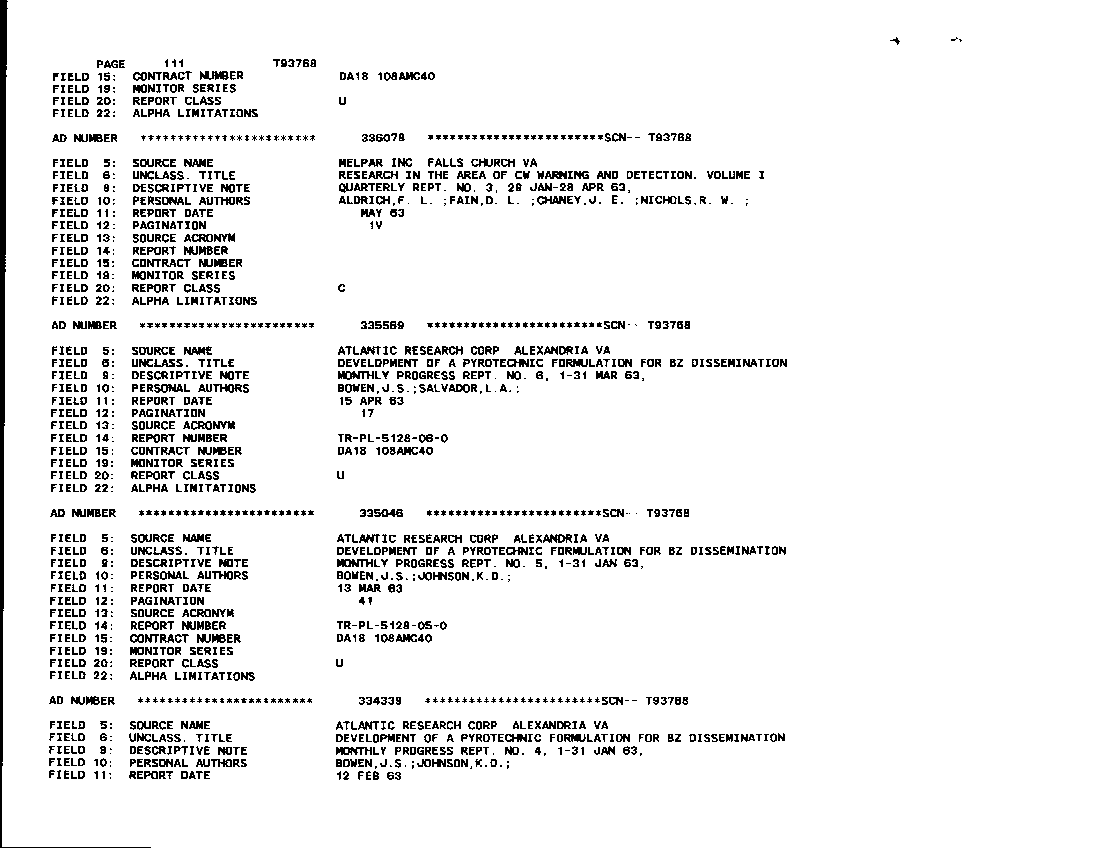 PAGE 111 T93768
FIELD 15: CONTRACT NUMBER DA18 108AMC40
FIELD 19: MONITOR SERIES
FIELD 20: REPORT CLASS U
FIELD 22: ALPHA LIMITATIONS
AD NUMBER ************************ 336078 ************************SCN-- T93768
FIELD 5: SOURCE NAME MELPAR INC FALLS CHURCH VA
FIELD 6: UNCLASS. TITLE RESEARCH IN THE AREA OF CW WARNING AND DETECTION. VOLUME I
FIELD 9: DESCRIPTIVE NOTE QUARTERLY REPT. NO. 3, 28 JAN-28 APR 63,
FIELD 10: PERSONAL AUTHORS ALDRICH,F. L. ;FAIN,D. L. ;CHANEY,J. E. ;NICHOLS,R. W. ;
FIELD 11: REPORT DATE MAY 63
FIELD 12: PAGINATION 1V
FIELD 13: SOURCE ACRONYM
FIELD 14: REPORT NUMBER
FIELD 15: CONTRACT NUMBER
FIELD 19: MONITOR SERIES
FIELD 20: REPORT CLASS C
FIELD 22: ALPHA LIMITATIONS
AD NUMBER ************************ 335569 ************************SCN-- T93768
FIELD 5: SOURCE NAME ATLANTIC RESEARCH CORP ALEXANDRIA VA
FIELD 6: UNCLASS. TITLE DEVELOPMENT OF A PYROTECHNIC FORMULATION FOR BZ DISSEMINATION
FIELD 9: DESCRIPTIVE NOTE MONTHLY PROGRESS REPT. NO. 6, 1-31 MAR 63,
FIELD 10: PERSONAL AUTHORS BOWEN,J.S.;SALVADOR,L.A.;
FIELD 11: REPORT DATE 15 APR 63
FIELD 12: PAGINATION 17
FIELD 13: SOURCE ACRONYM
FIELD 14: REPORT NUMBER TR-PL-5128-06-0
FIELD 15: CONTRACT NUMBER DA18 108AMC40
FIELD 19: MONITOR SERIES
FIELD 20: REPORT CLASS U
FIELD 22: ALPHA LIMITATIONS
AD NUMBER ************************ 335046 ************************SCN-- T93768
FIELD 5: SOURCE NAME ATLANTIC RESEARCH CORP ALEXANDRIA VA
FIELD 6: UNCLASS. TITLE DEVELOPMENT OF A PYROTECHNIC FORMULATION FOR BZ DISSEMINATION
FIELD 9: DESCRIPTIVE NOTE MONTHLY PROGRESS REPT. NO. 5, 1-31 JAN 63,
FIELD 10: PERSONAL AUTHORS BOWEN,J.S.;JOHNSON,K.D.;
FIELD 11: REPORT DATE 13 MAR 63
FIELD 12: PAGINATION 41
FIELD 13: SOURCE ACRONYM
FIELD 14: REPORT NUMBER TR-PL-5128-05-0
FIELD 15: CONTRACT NUMBER DA18 108AMC40
FIELD 19: MONITOR SERIES
FIELD 20: REPORT CLASS U
FIELD 22: ALPHA LIMITATIONS
AD NUMBER ************************ 334339 ************************SCN-- T93768
FIELD 5: SOURCE NAME ATLANTIC RESEARCH CORP ALEXANDRIA VA
FIELD 6: UNCLASS. TITLE DEVELOPMENT OF A PYROTECHNIC FORMULATION FOR BZ DISSEMINATION
FIELD 9: DESCRIPTIVE NOTE MONTHLY PROGRESS REPT. NO. 4, 1-31 JAN 63,
FIELD 10: PERSONAL AUTHORS BOWEN,J.S.;JOHNSON,K.D.;
FIELD 11: REPORT DATE 12 FEB 63